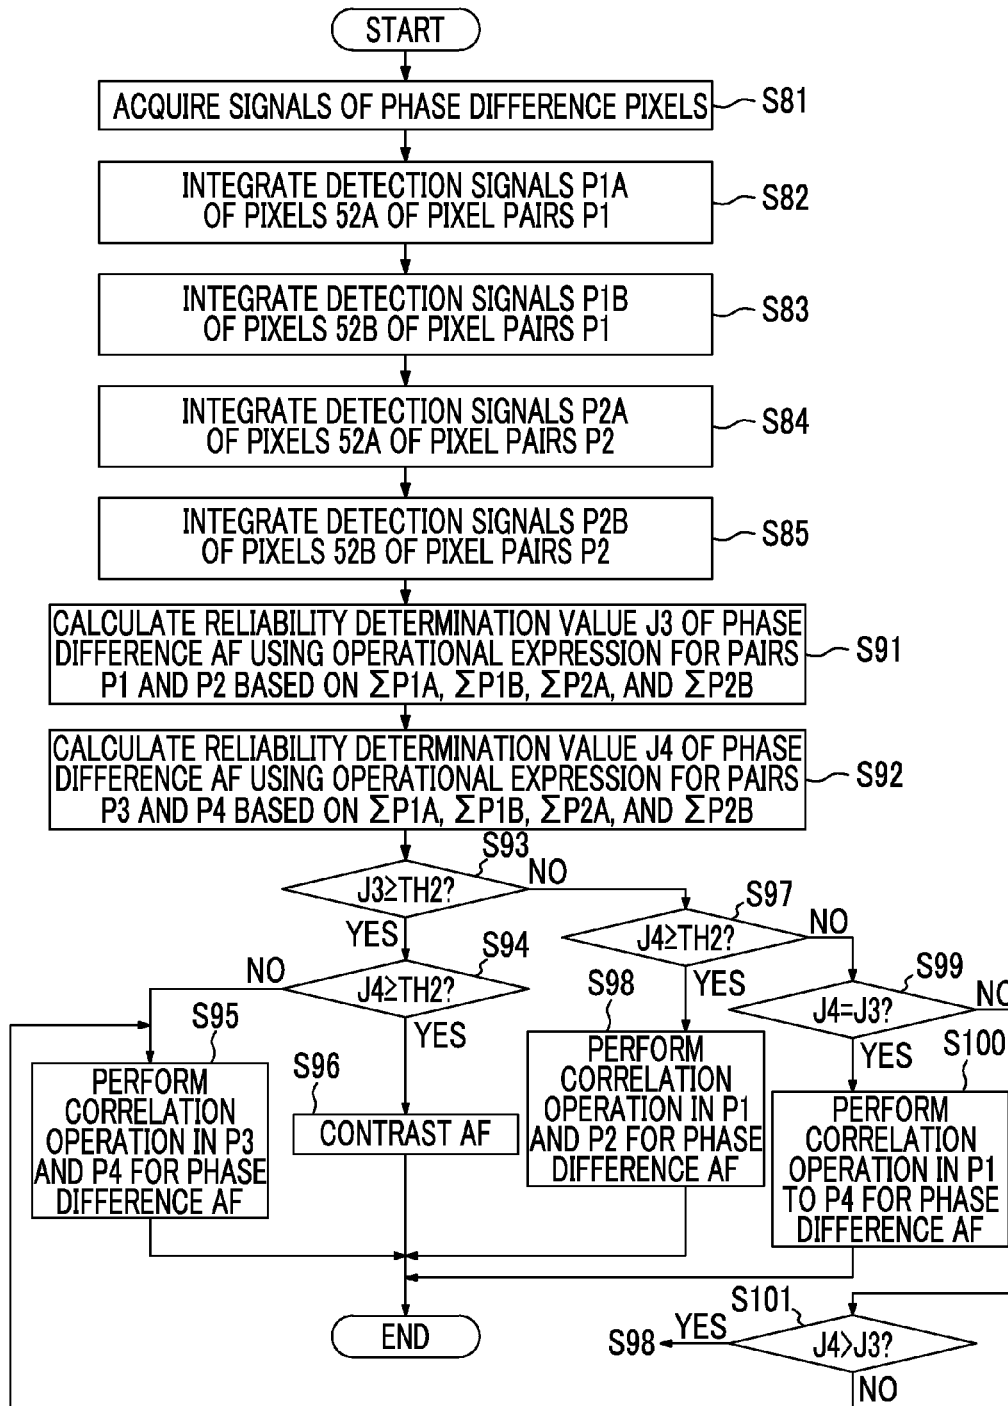 START
ACQUIRE SIGNALS OF PHASE DIFFERENCE PIXELS
S81
INTEGRATE DETECTION SIGNALS P1A
OF PIXELS 52A OF PIXEL PAIRS P1
S82
INTEGRATE DETECTION SIGNALS P1B
OF PIXELS 52B OF PIXEL PAIRS P1
S83
INTEGRATE DETECTION SIGNALS P2A
OF PIXELS 52A OF PIXEL PAIRS P2
S84
INTEGRATE DETECTION SIGNALS P2B
OF PIXELS 52B OF PIXEL PAIRS P2
S85
CALCULATE RELIABILITY DETERMINATION VALUE J3 OF PHASE
DIFFERENCE AF USING OPERATIONAL EXPRESSION FOR PAIRS
P1 AND P2 BASED ON ΣP1A, ΣP1B, ΣP2A, AND ΣP2B
S91
CALCULATE RELIABILITY DETERMINATION VALUE J4 OF PHASE
DIFFERENCE AF USING OPERATIONAL EXPRESSION FOR PAIRS
P3 AND P4 BASED ON ΣP1A, ΣP1B, ΣP2A, AND ΣP2B
S92
S93
J3≥TH2?
NO
YES
S97
J4≥TH2?
NO
YES
S94
J4≥TH2?
NO
YES
S99
J4=J3?
NO
YES
S95
PERFORM
CORRELATION
OPERATION IN P3
AND P4 FOR PHASE
DIFFERENCE AF
S96
CONTRAST AF
S98
PERFORM
CORRELATION
OPERATION IN P1
AND P2 FOR PHASE
DIFFERENCE AF
S100
PERFORM
CORRELATION
OPERATION IN P1
TO P4 FOR PHASE
DIFFERENCE AF
END
S101
J4>J3?
YES
S98
NO